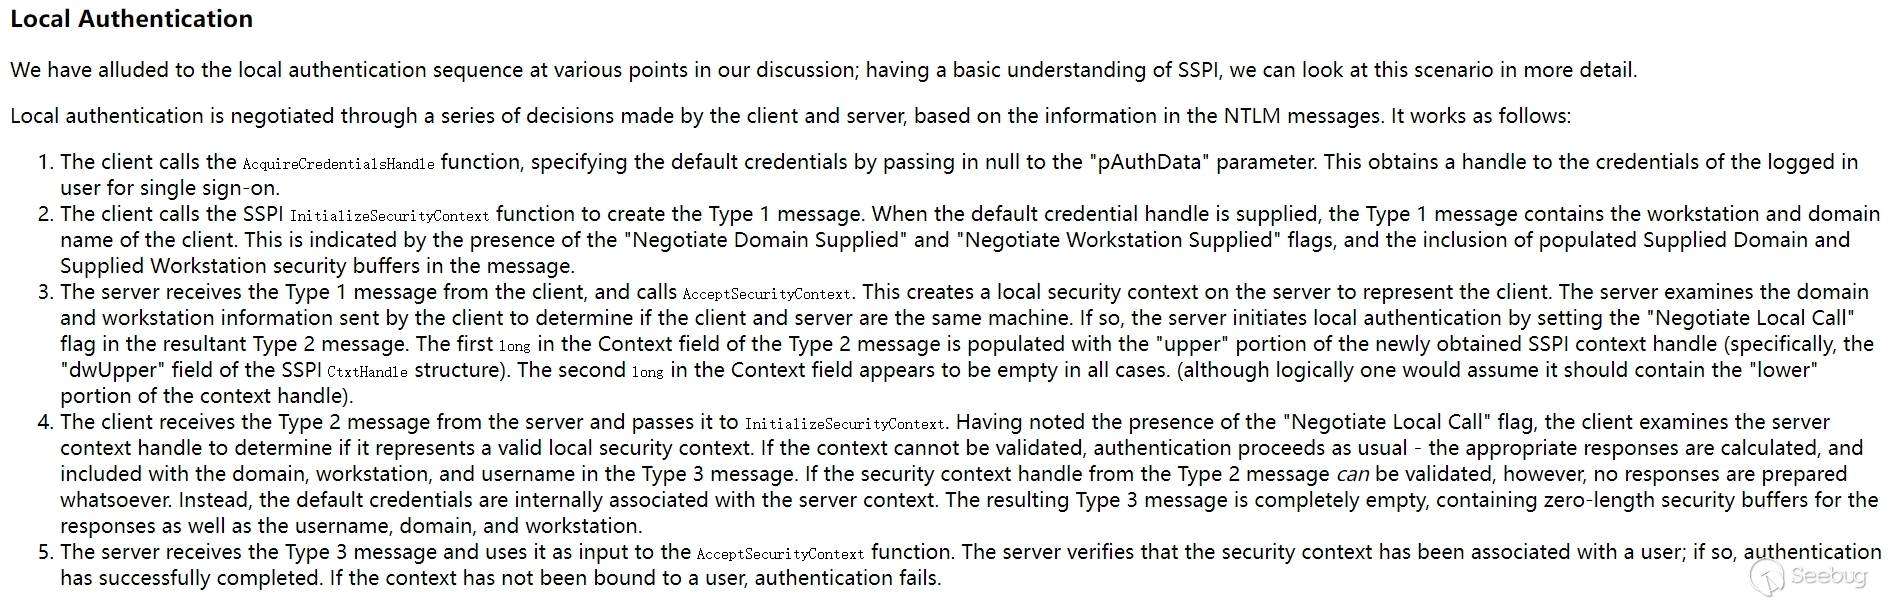 Local Authentication
We have alluded to the local authentication sequence at various points in our discussion; having a basic understanding of SSPI, we can look at this scenario in more detail.
Local authentication is negotiated through a series of decisions made by the client and server, based on the information in the NTLM messages. It works as follows:
1. The client calls the AcquireCredentialsHandle function, specifying the default credentials by passing in null to the "pAuthData" parameter. This obtains a handle to the credentials of the logged in
user for single sign-on.
2. The client calls the SSPI InitializeSecurityContext function to create the Type 1 message. When the default credential handle is supplied, the Type 1 message contains the workstation and domain
name of the client. This is indicated by the presence of the "Negotiate Domain Supplied" and "Negotiate Workstation Supplied" flags, and the inclusion of populated Supplied Domain and
Supplied Workstation security buffers in the message.
3. The server receives the Type 1 message from the client, and calls AcceptSecurityContext. This creates a local security context on the server to represent the client. The server examines the domain
and workstation information sent by the client to determine if the client and server are the same machine. If so, the server initiates local authentication by setting the "Negotiate Local Call"
flag in the resultant Type 2 message. The first long in the Context field of the Type 2 message is populated with the "upper" portion of the newly obtained SSPI context handle (specifically, the
"dwUpper" field of the SSPI CtxtHandle structure). The second long in the Context field appears to be empty in all cases. (although logically one would assume it should contain the "lower"
portion of the context handle).
4. The client receives the Type 2 message from the server and passes it to InitializeSecurityContext. Having noted the presence of the "Negotiate Local Call" flag, the client examines the server
context handle to determine if it represents a valid local security context. If the context cannot be validated, authentication proceeds as usual - the appropriate responses are calculated, and
included with the domain, workstation, and username in the Type 3 message. If the security context handle from the Type 2 message can be validated, however, no responses are prepared
whatsoever. Instead, the default credentials are internally associated with the server context. The resulting Type 3 message is completely empty, containing zero-length security buffers for the
responses as well as the username, domain, and workstation.
5. The server receives the Type 3 message and uses it as input to the AcceptSecurityContext function. The server verifies that the security context has been associated with a user; if so, authentication
has successfully completed. If the context has not been bound to a user, authentication fails.
Seebug